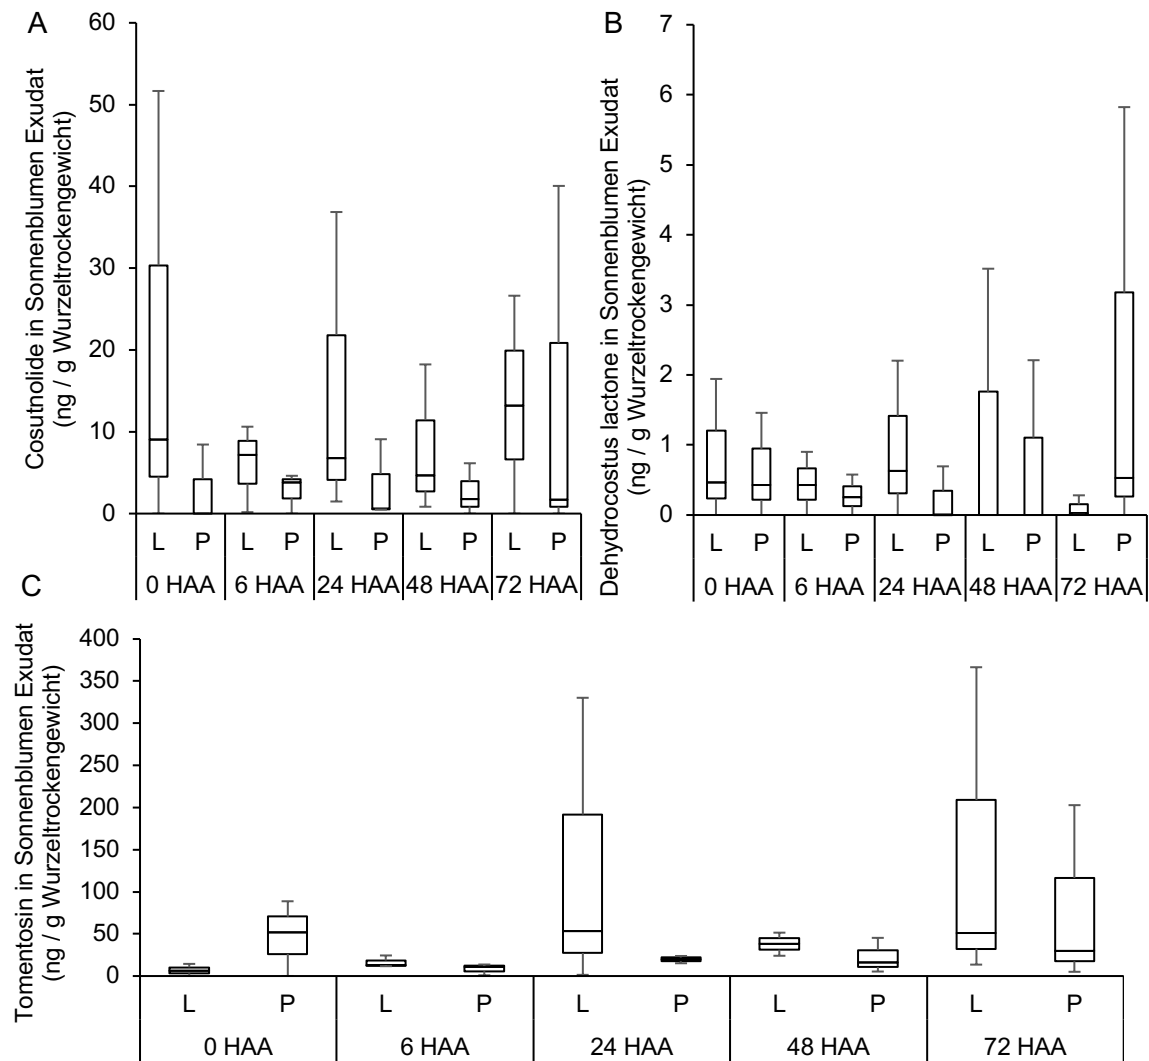 A
Cosutnolide in Sonnenblumen Exudat
(ng / g Wurzeltrockengewicht)
60
50
40
30
20
10
0
L P L P L P L P L P
0 HAA 6 HAA 24 HAA 48 HAA 72 HAA
B
Dehydrocostus lactone in Sonnenblumen Exudat
(ng / g Wurzeltrockengewicht)
7
6
5
4
3
2
1
0
L P L P L P L P L P
0 HAA 6 HAA 24 HAA 48 HAA 72 HAA
C
Tomentosin in Sonnenblumen Exudat
(ng / g Wurzeltrockengewicht)
400
350
300
250
200
150
100
50
0
L P L P L P L P L P
0 HAA 6 HAA 24 HAA 48 HAA 72 HAA